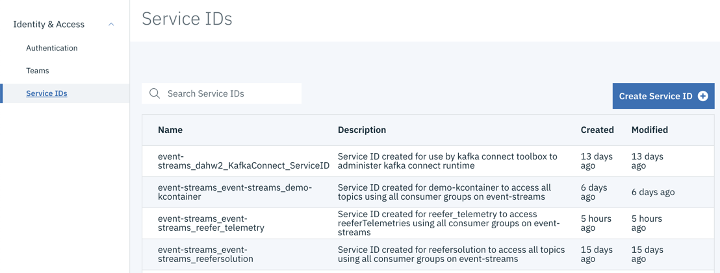 Service IDs
Identity & Access
Authentication
Teams
Service IDs
Search Service IDs
Create Service ID
Name Description Created Modified
event- Service ID created for use by kafka connect toolbox to 13 days 13 days
streams_dahw2_KafkaConnect_ServiceID administer kafka connect runtime ago ago
event-streams_event-streams_demo- Service ID created for demo-kcontainer to access all 6 days 6 days ago
kcontainer topics using all consumer groups on event-streams ago
event-streams_event- Service ID created for reefer_telemetry to access 5 hours 5 hours
streams_reefer_telemetry reeferTelemetries using all consumer groups on event- ago ago
streams
event-streams_event- Service ID created for reefersolution to access all topics 15 days 15 days
streams_reefersolution using all consumer groups on event-streams ago ago